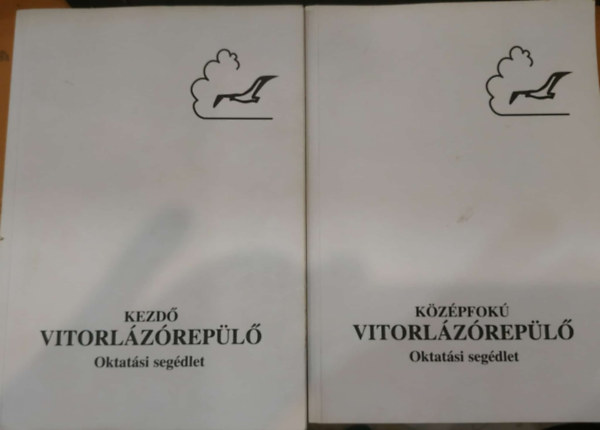 KEZDŐ
VITORLÁZÓREPÜLŐ
Oktatási segédlet
KÖZÉPFOKÚ
VITORLÁZÓREPÜLŐ
Oktatási segédlet